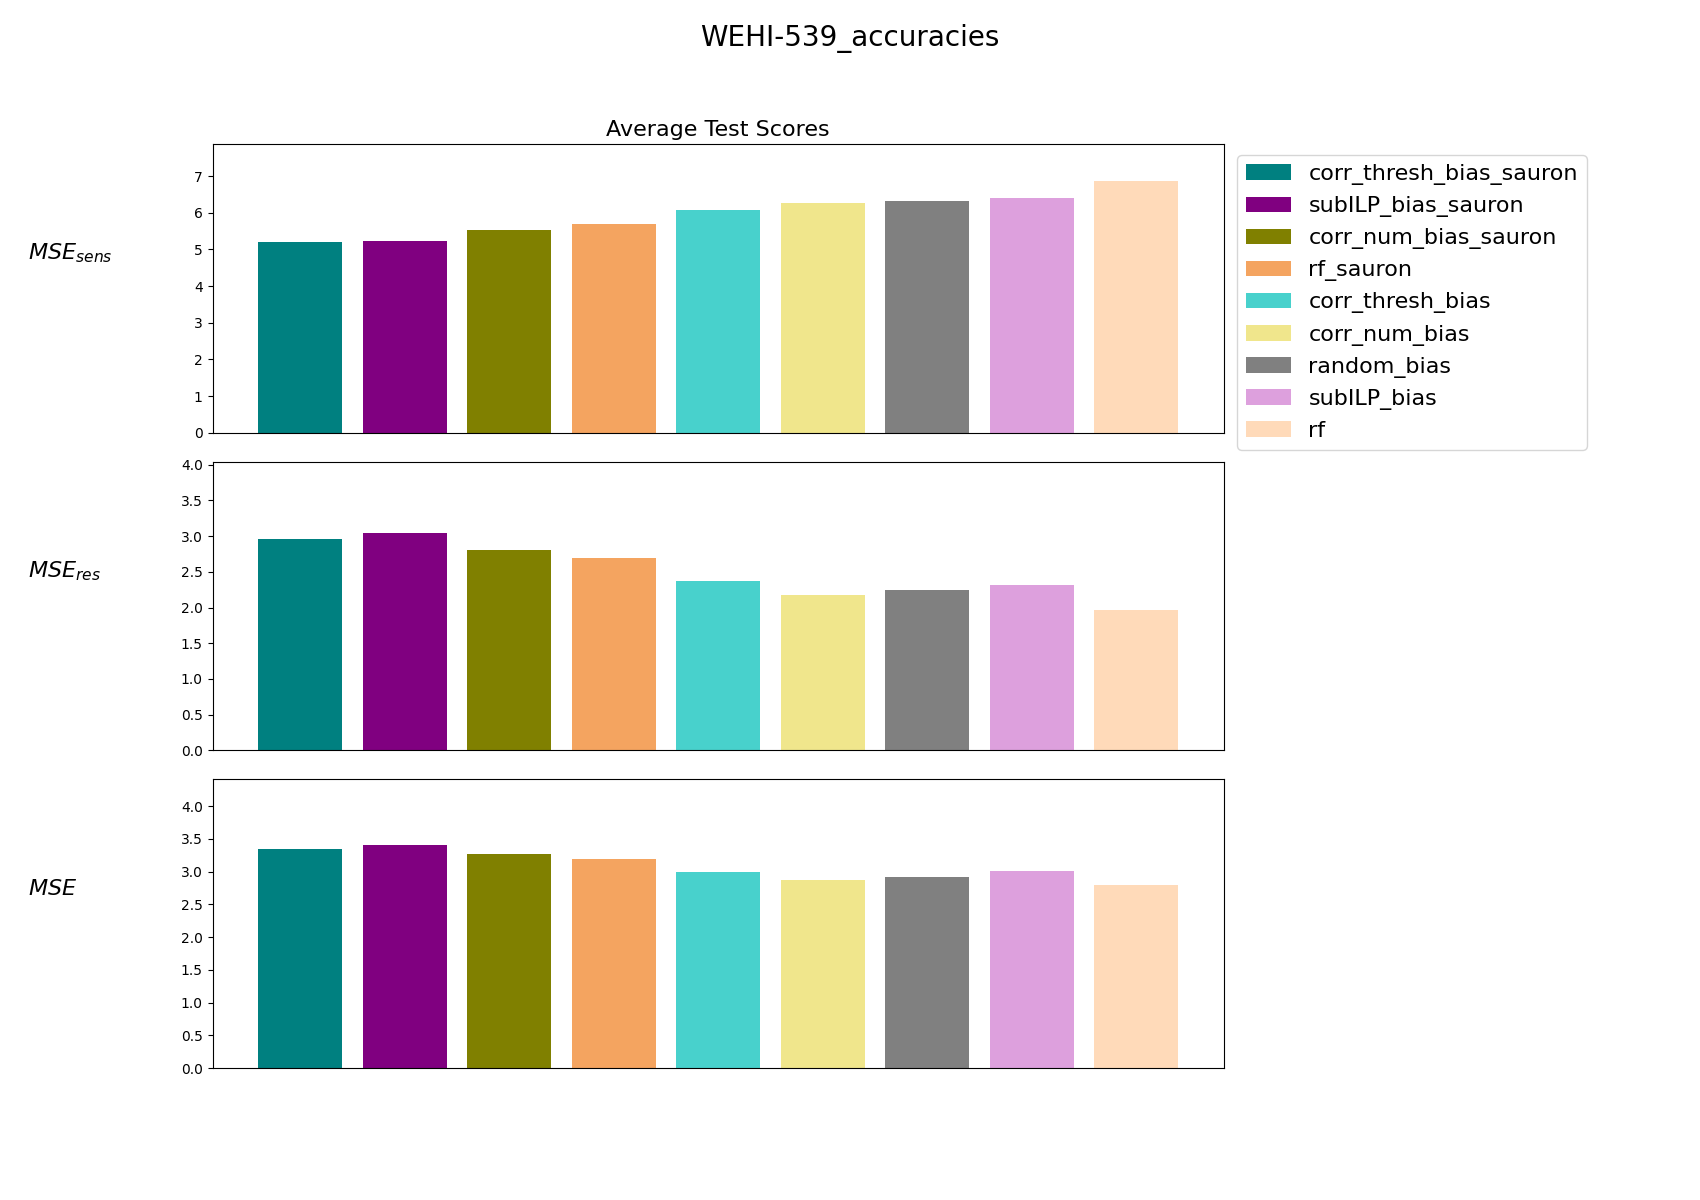 WEHI-539_accuracies
Average Test Scores
MSE_sens
7
6
5
4
3
2
1
0
corr_thresh_bias_sauron
subILP_bias_sauron
corr_num_bias_sauron
rf_sauron
corr_thresh_bias
corr_num_bias
random_bias
subILP_bias
rf
MSE_res
4.0
3.5
3.0
2.5
2.0
1.5
1.0
0.5
0.0
MSE
4.0
3.5
3.0
2.5
2.0
1.5
1.0
0.5
0.0